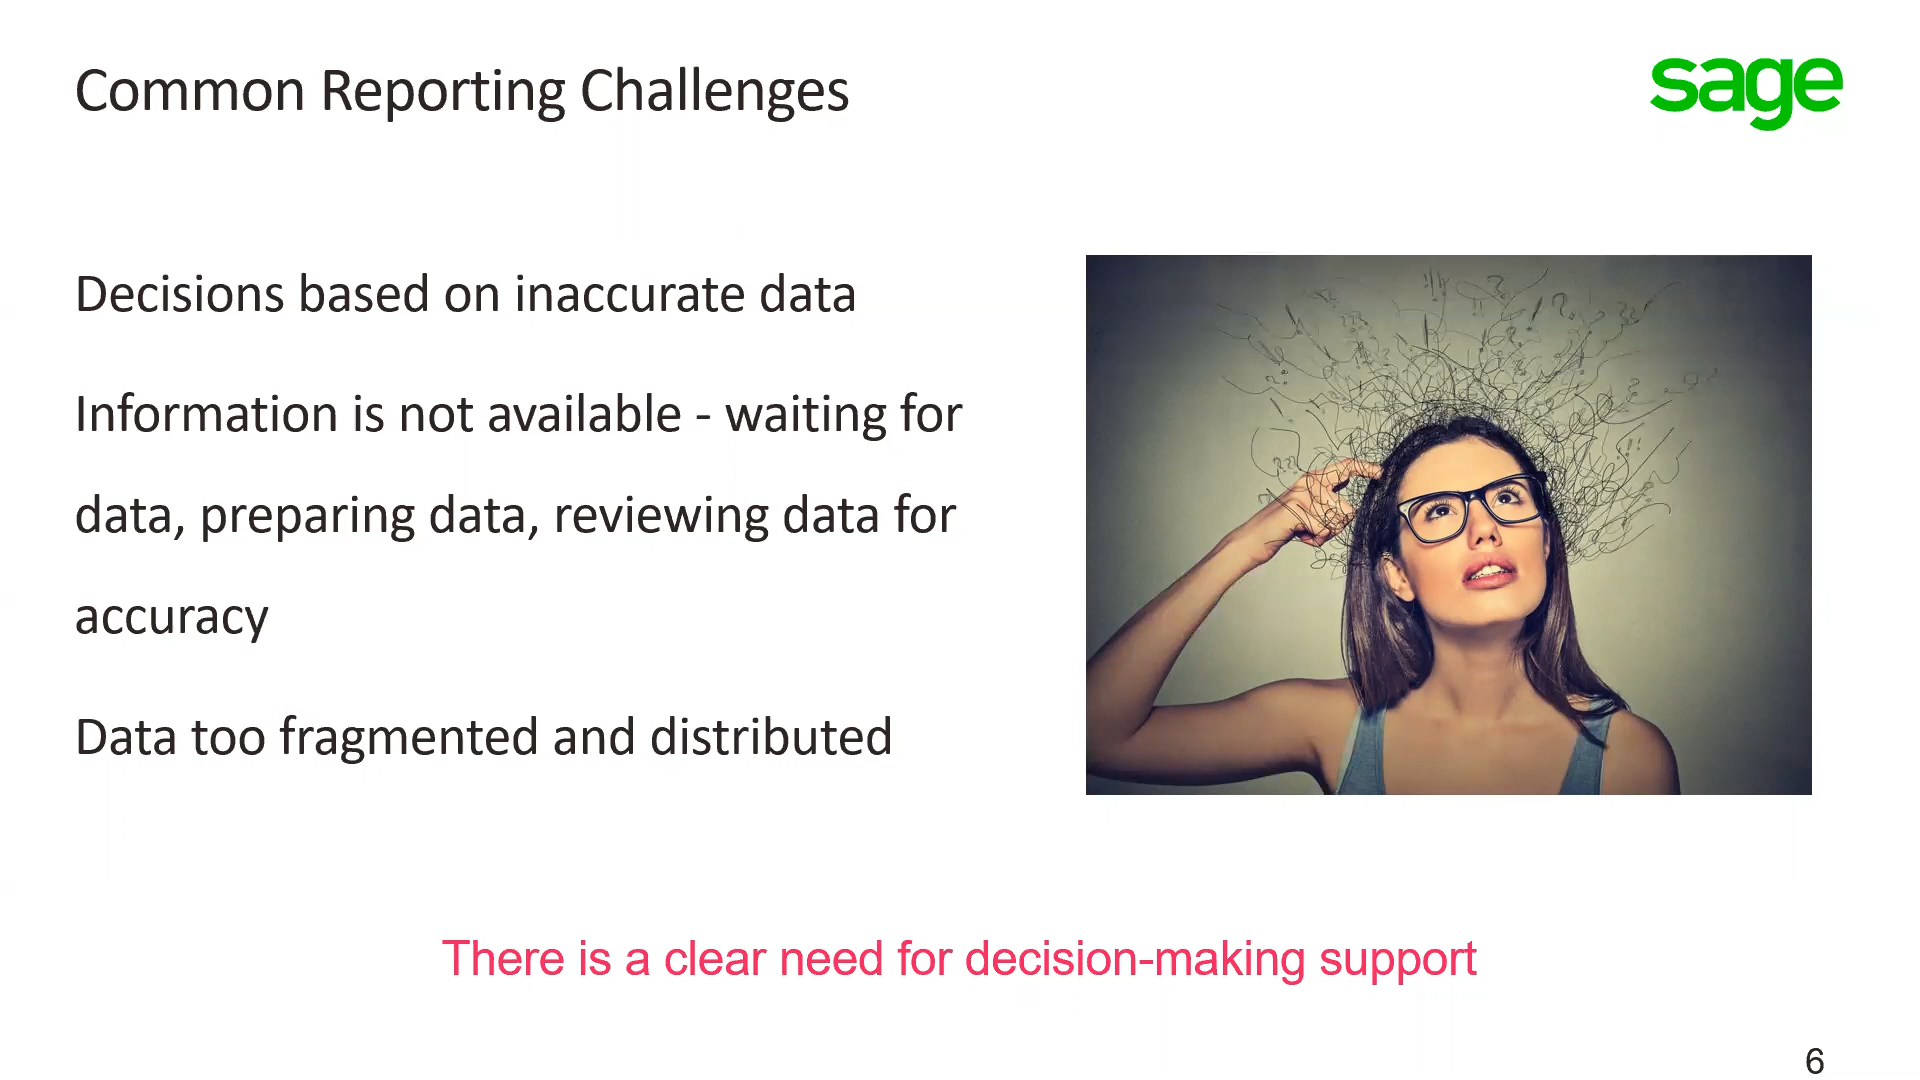 Common Reporting Challenges
sage
Decisions based on inaccurate data
Information is not available - waiting for
data, preparing data, reviewing data for
accuracy
Data too fragmented and distributed
There is a clear need for decision-making support
6